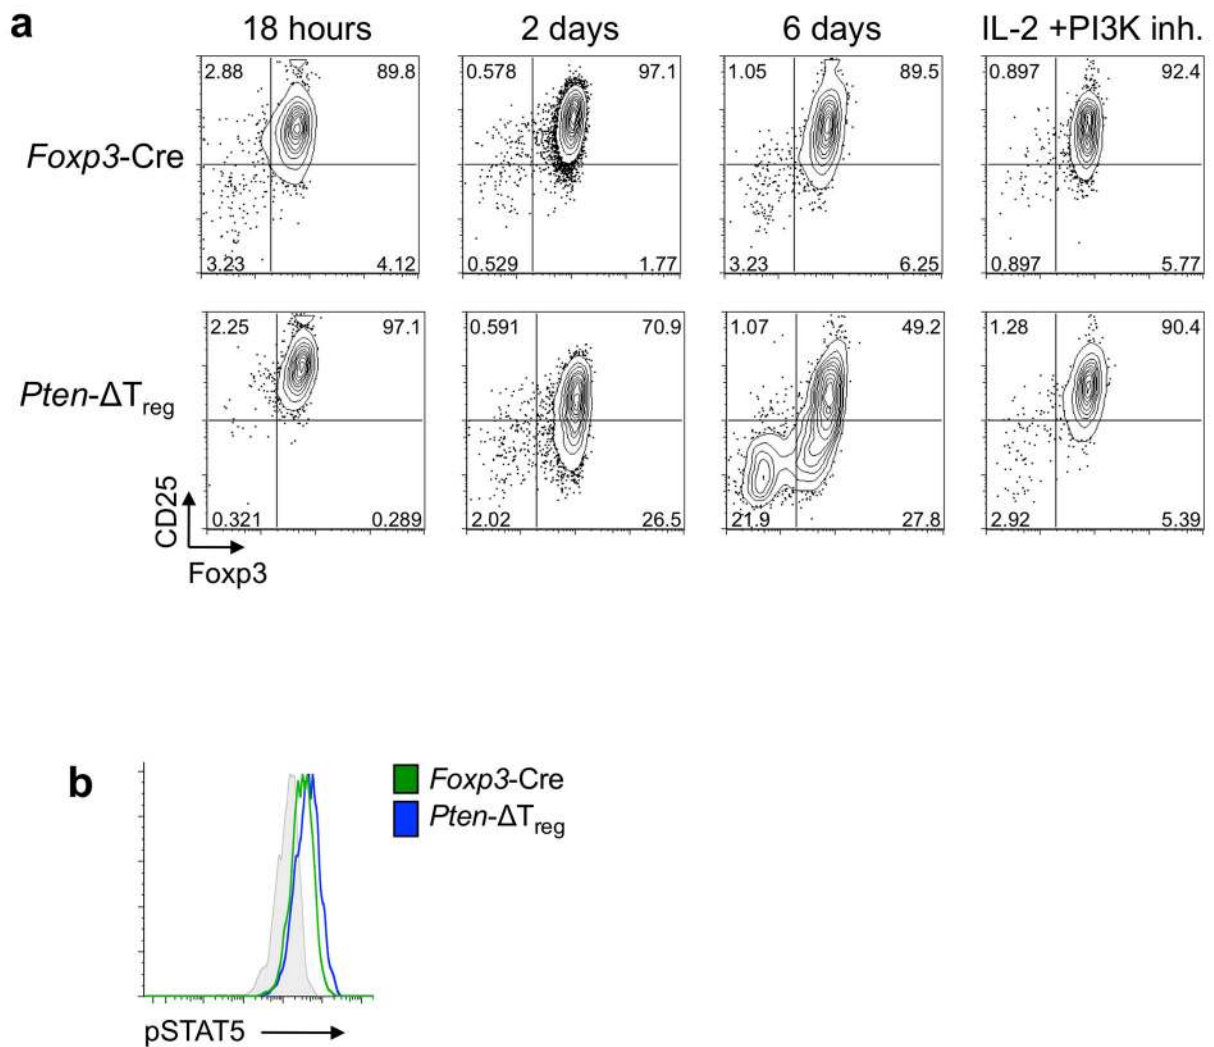 a
18 hours 2 days 6 days IL-2 +PI3K inh.
2.88 89.8 0.578 97.1 1.05 89.5 0.897 92.4
Foxp3-Cre
3.23 4.12 0.529 1.77 3.23 6.25 0.897 5.77
2.25 97.1 0.591 70.9 1.07 49.2 1.28 90.4
Pten-ΔTreg
0.321 0.289 2.02 26.5 21.9 27.8 2.92 5.39
CD25
Foxp3
b
Foxp3-Cre
Pten-ΔTreg
pSTAT5